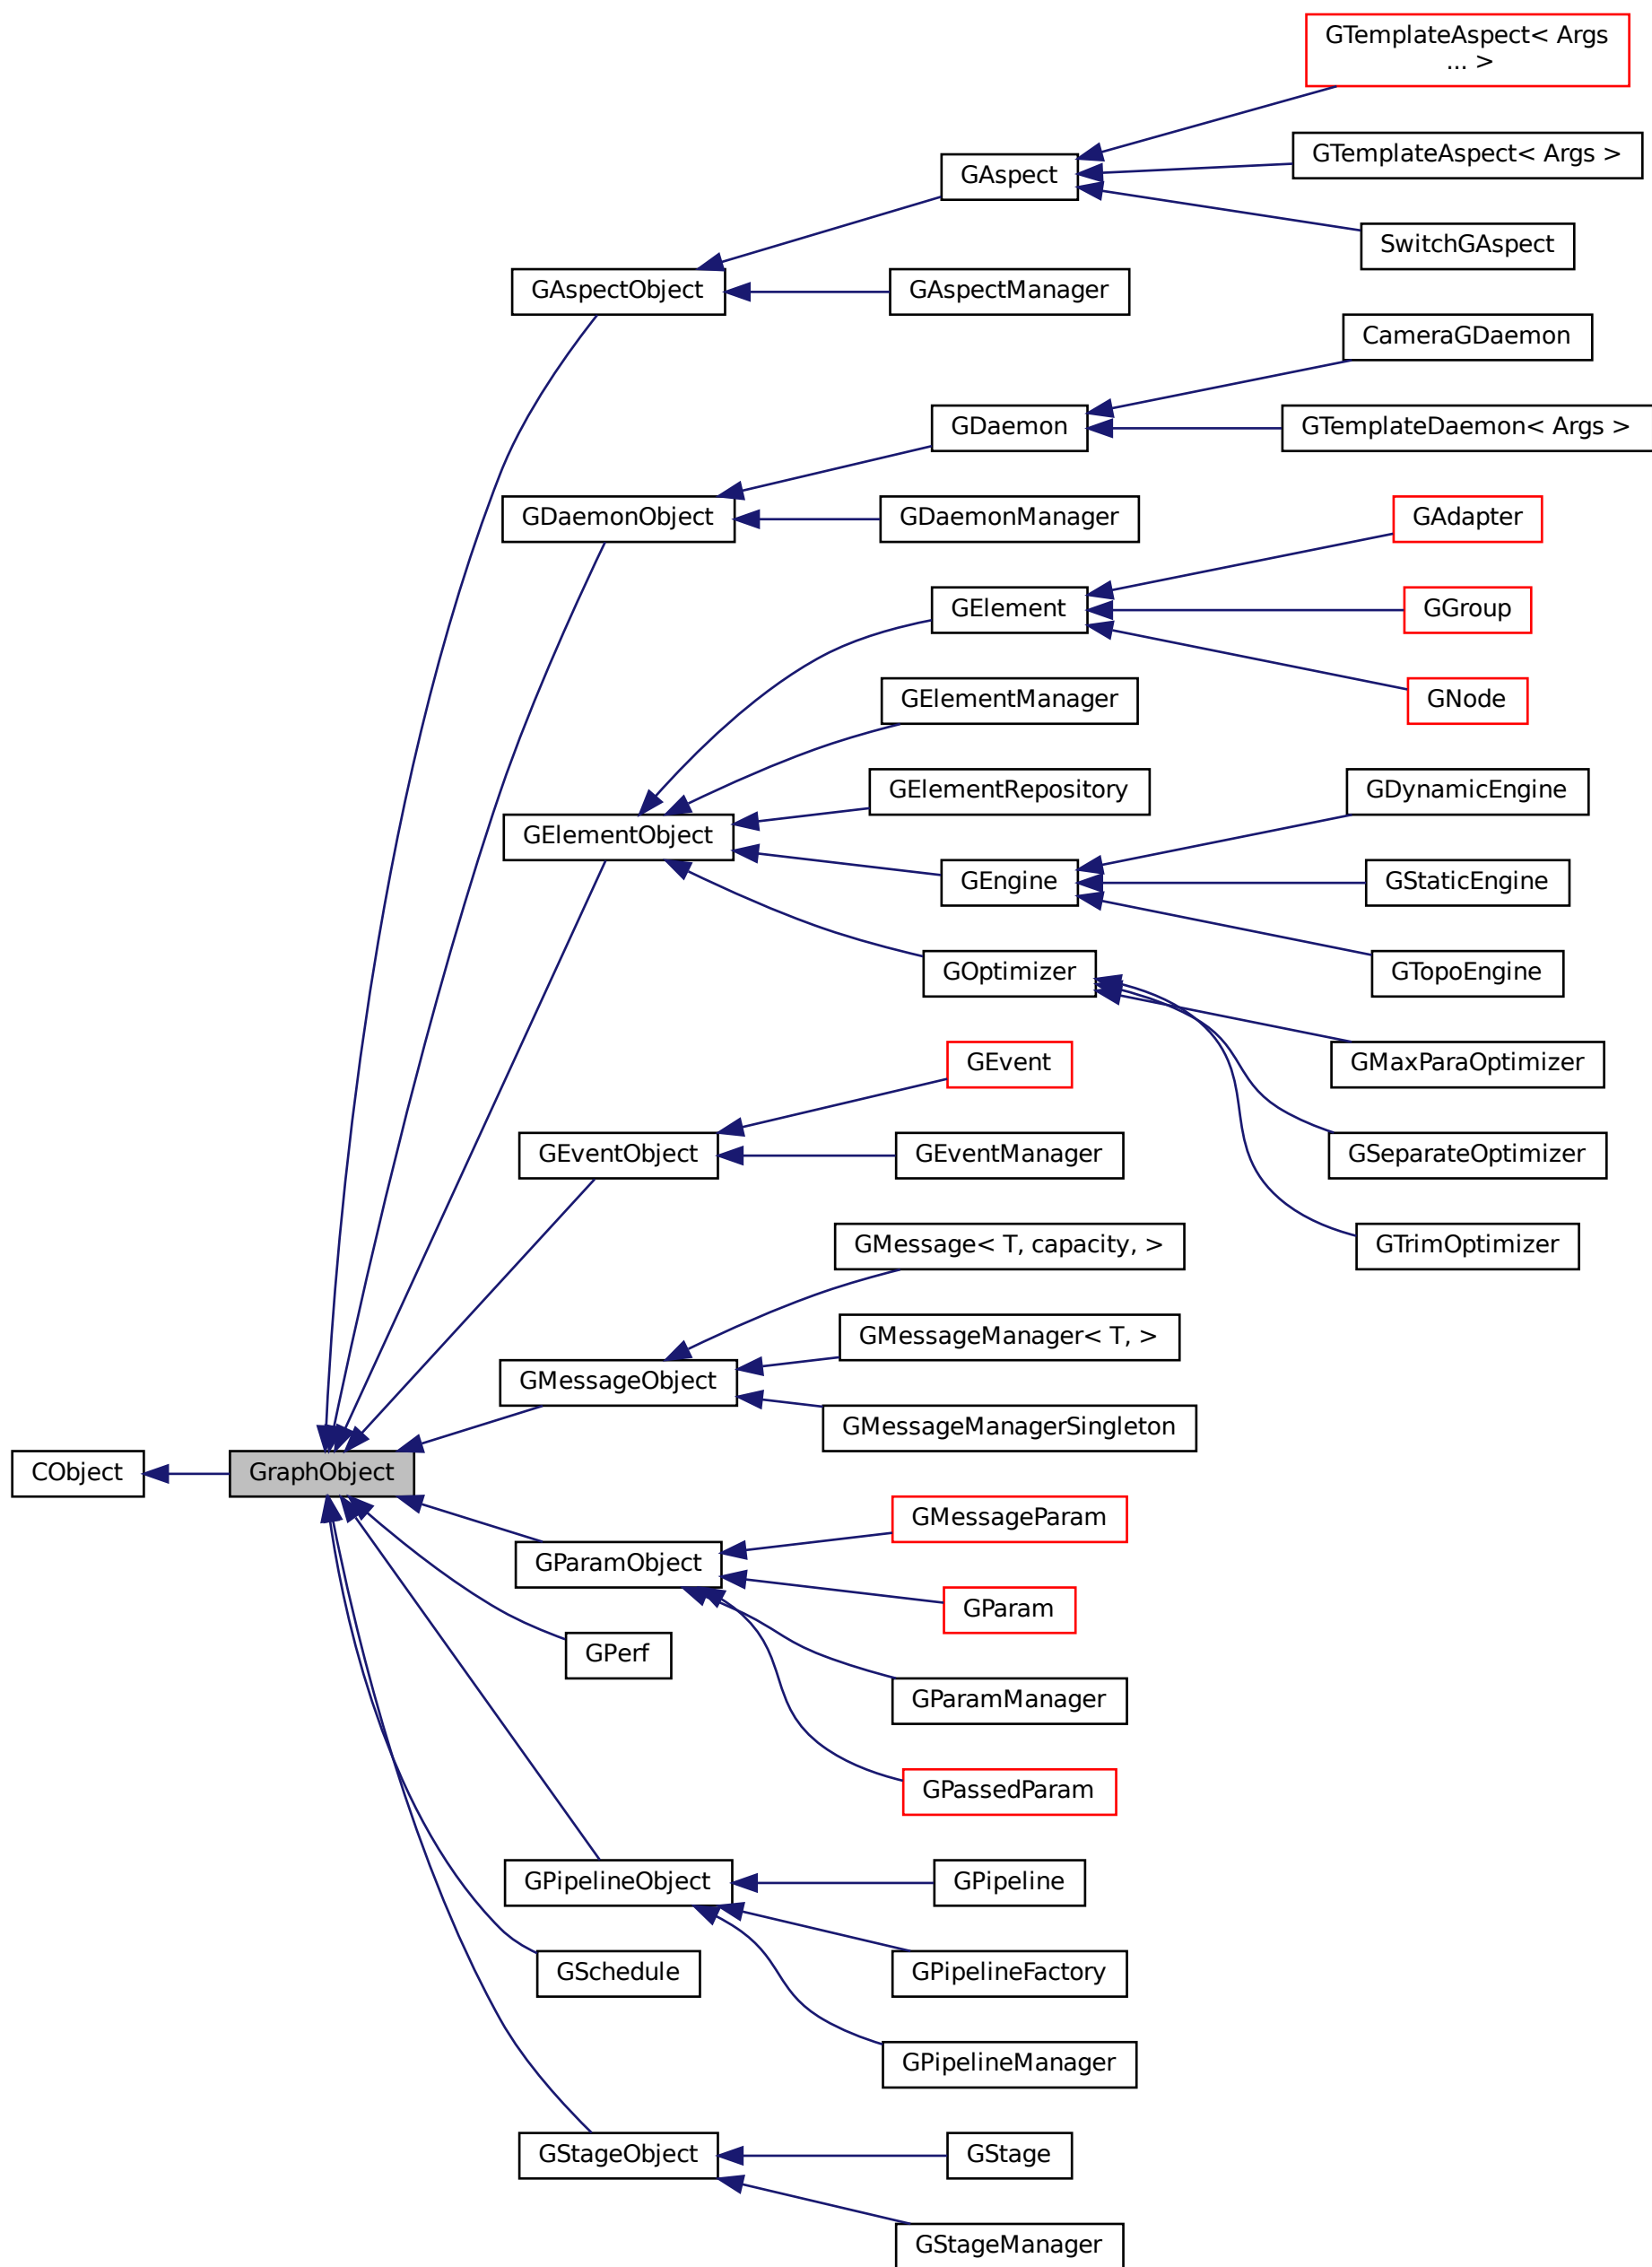 GTemplateAspect< Args
... >
GTemplateAspect< Args >
GAspect
SwitchGAspect
GAspectObject
GAspectManager
CameraGDaemon
GDaemon
GTemplateDaemon< Args >
GDaemonObject
GDaemonManager
GAdapter
GElement
GGroup
GElementManager
GNode
GElementRepository
GDynamicEngine
GElementObject
GEngine
GStaticEngine
GOptimizer
GTopoEngine
GEvent
GMaxParaOptimizer
GEventObject
GEventManager
GSeparateOptimizer
GMessage< T, capacity, >
GTrimOptimizer
GMessageManager< T, >
GMessageObject
GMessageManagerSingleton
CObject
GraphObject
GMessageParam
GParamObject
GParam
GPerf
GParamManager
GPassedParam
GPipelineObject
GPipeline
GSchedule
GPipelineFactory
GPipelineManager
GStageObject
GStage
GStageManager